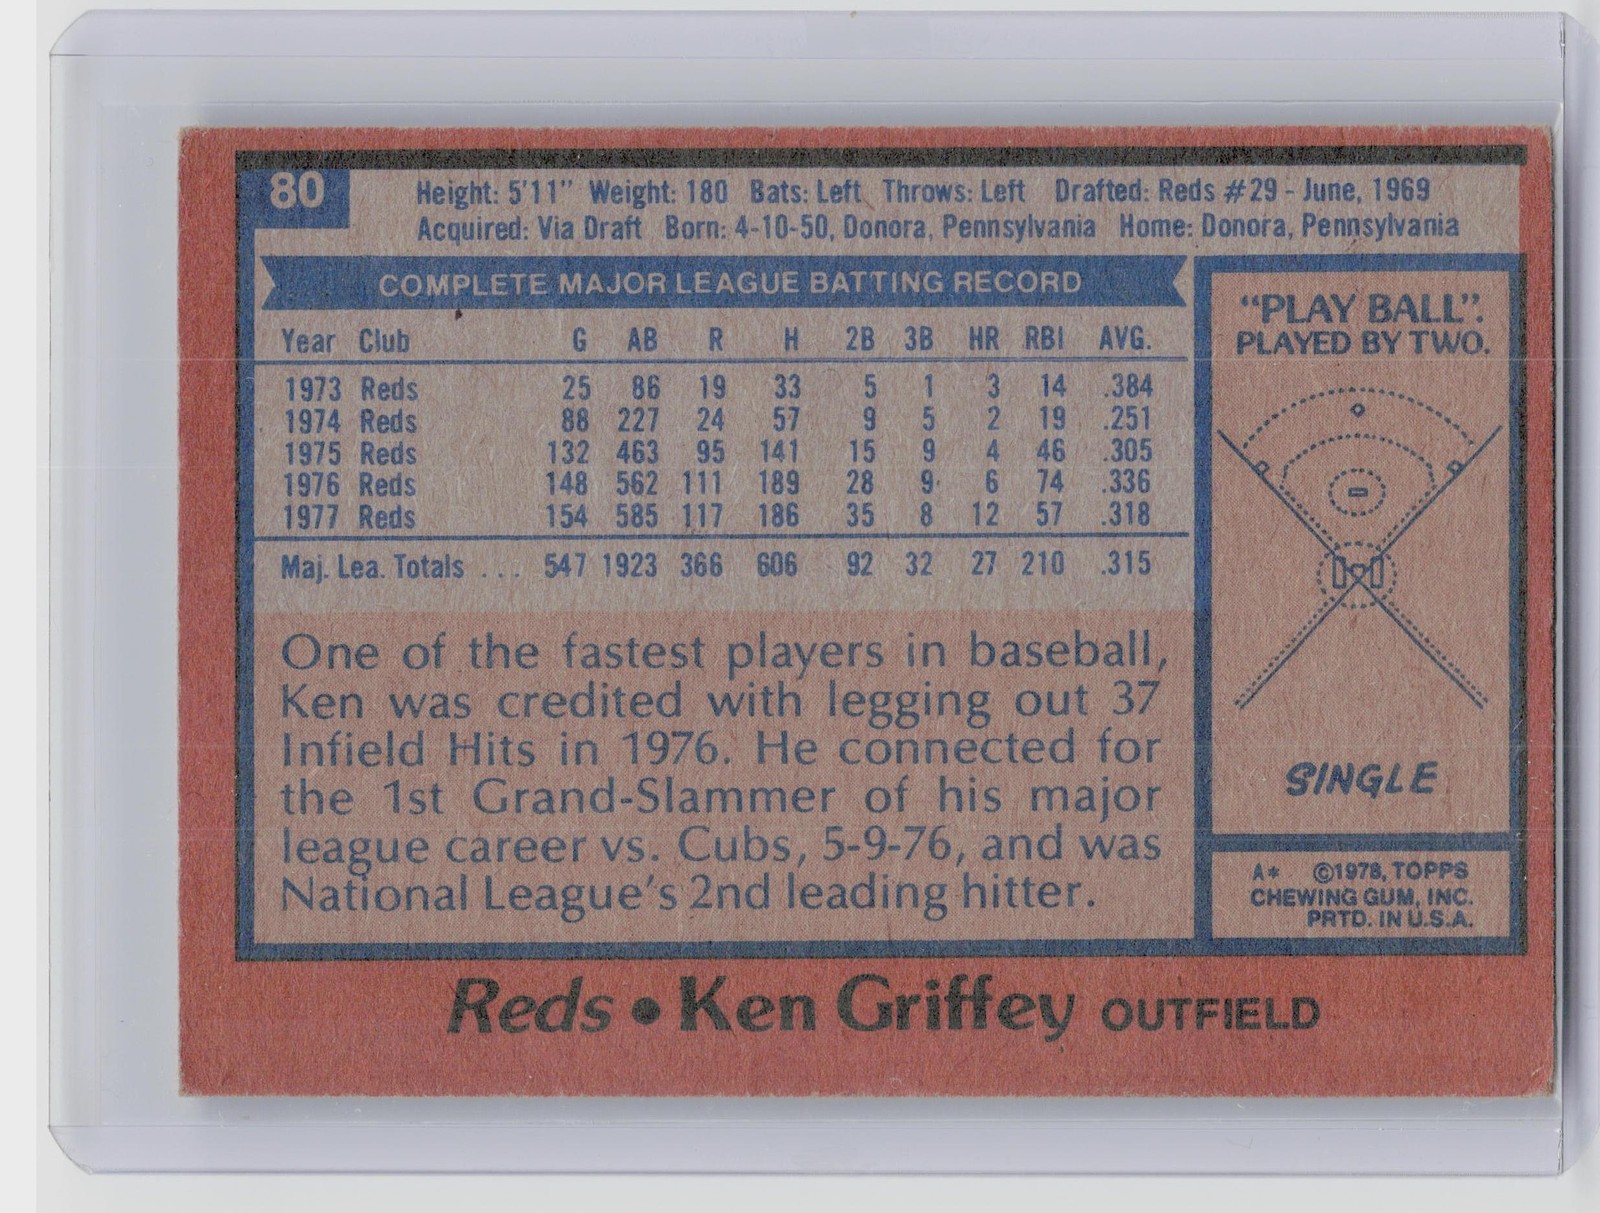 80
Height: 5'11" Weight: 180 Bats: Left Throws: Left Drafted: Reds #29 - June, 1969
Acquired: Via Draft Born: 4-10-50, Donora, Pennsylvania Home: Donora, Pennsylvania
COMPLETE MAJOR LEAGUE BATTING RECORD
Year Club G AB R H 2B 3B HR RBI AVG.
1973 Reds 25 86 19 33 5 1 3 14 .384
1974 Reds 88 227 24 57 9 5 2 19 .251
1975 Reds 132 463 95 141 15 9 4 46 .305
1976 Reds 148 562 111 189 28 9 6 74 .336
1977 Reds 154 585 117 186 35 8 12 57 .318
Maj. Lea. Totals ... 547 1923 366 606 92 32 27 210 .315
One of the fastest players in baseball,
Ken was credited with legging out 37
Infield Hits in 1976. He connected for
the 1st Grand-Slammer of his major
league career vs. Cubs, 5-9-76, and was
National League's 2nd leading hitter.
"PLAY BALL".
PLAYED BY TWO.
SINGLE
A* ©1978, TOPPS
CHEWING GUM, INC.
PRTD. IN U.S.A.
Reds • Ken Griffey OUTFIELD